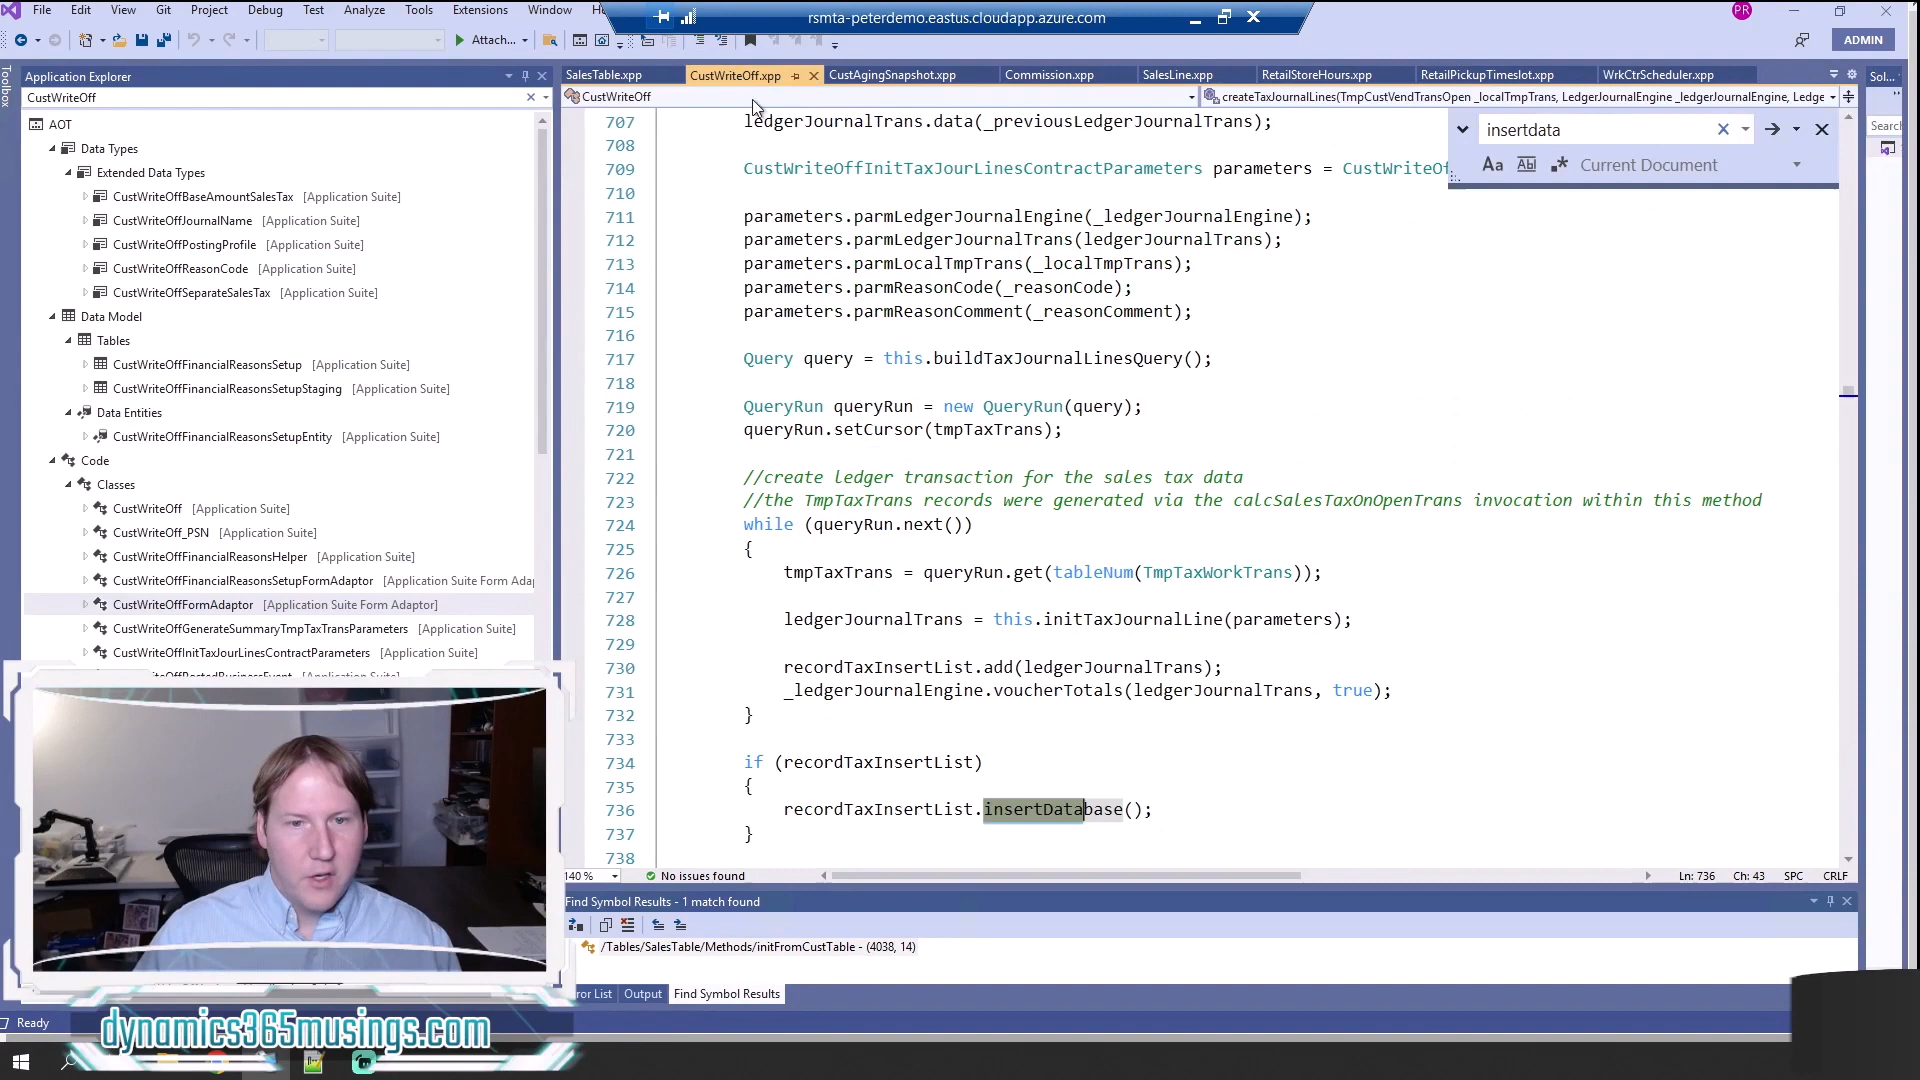 File Edit View Git Project Debug Test Analyze Tools Extensions Window
rsmta-peterdemo.eastus.cloudapp.azure.com
PR
Attach...
ADMIN
Toolbox
Application Explorer
SalesTable.xpp CustWriteOff.xpp CustAgingSnapshot.xpp Commission.xpp SalesLine.xpp RetailStoreHours.xpp RetailPickupTimeslot.xpp WrkCtrScheduler.xpp
Sol...
CustWriteOff
CustWriteOff
createTaxJournalLines(TmpCustVendTransOpen _localTmpTrans, LedgerJournalEngine _ledgerJournalEngine, Ledge
insertdata
Current Document
Search
AOT
Data Types
Extended Data Types
CustWriteOffBaseAmountSalesTax [Application Suite]
CustWriteOffJournalName [Application Suite]
CustWriteOffPostingProfile [Application Suite]
CustWriteOffReasonCode [Application Suite]
CustWriteOffSeparateSalesTax [Application Suite]
Data Model
Tables
CustWriteOffFinancialReasonsSetup [Application Suite]
CustWriteOffFinancialReasonsSetupStaging [Application Suite]
Data Entities
CustWriteOffFinancialReasonsSetupEntity [Application Suite]
Code
Classes
CustWriteOff [Application Suite]
CustWriteOff_PSN [Application Suite]
CustWriteOffFinancialReasonsHelper [Application Suite]
CustWriteOffFinancialReasonsSetupFormAdaptor [Application Suite Form Ada
CustWriteOffFormAdaptor [Application Suite Form Adaptor]
CustWriteOffGenerateSummaryTmpTaxTransParameters [Application Suite]
CustWriteOffInitTaxJourLinesContractParameters [Application Suite]
707 ledgerJournalTrans.data(_previousLedgerJournalTrans);
708
709 CustWriteOffInitTaxJourLinesContractParameters parameters = CustWriteOf
710
711 parameters.parmLedgerJournalEngine(_ledgerJournalEngine);
712 parameters.parmLedgerJournalTrans(ledgerJournalTrans);
713 parameters.parmLocalTmpTrans(_localTmpTrans);
714 parameters.parmReasonCode(_reasonCode);
715 parameters.parmReasonComment(_reasonComment);
716
717 Query query = this.buildTaxJournalLinesQuery();
718
719 QueryRun queryRun = new QueryRun(query);
720 queryRun.setCursor(tmpTaxTrans);
721
722 //create ledger transaction for the sales tax data
723 //the TmpTaxTrans records were generated via the calcSalesTaxOnOpenTrans invocation within this method
724 while (queryRun.next())
725 {
726 tmpTaxTrans = queryRun.get(tableNum(TmpTaxWorkTrans));
727
728 ledgerJournalTrans = this.initTaxJournalLine(parameters);
729
730 recordTaxInsertList.add(ledgerJournalTrans);
731 _ledgerJournalEngine.voucherTotals(ledgerJournalTrans, true);
732 }
733
734 if (recordTaxInsertList)
735 {
736 recordTaxInsertList.insertDatabase();
737 }
738
140 % No issues found Ln: 736 Ch: 43 SPC CRLF
Find Symbol Results - 1 match found
/Tables/SalesTable/Methods/initFromCustTable - (4038, 14)
ror List Output Find Symbol Results
Ready
dynamics365musings.com